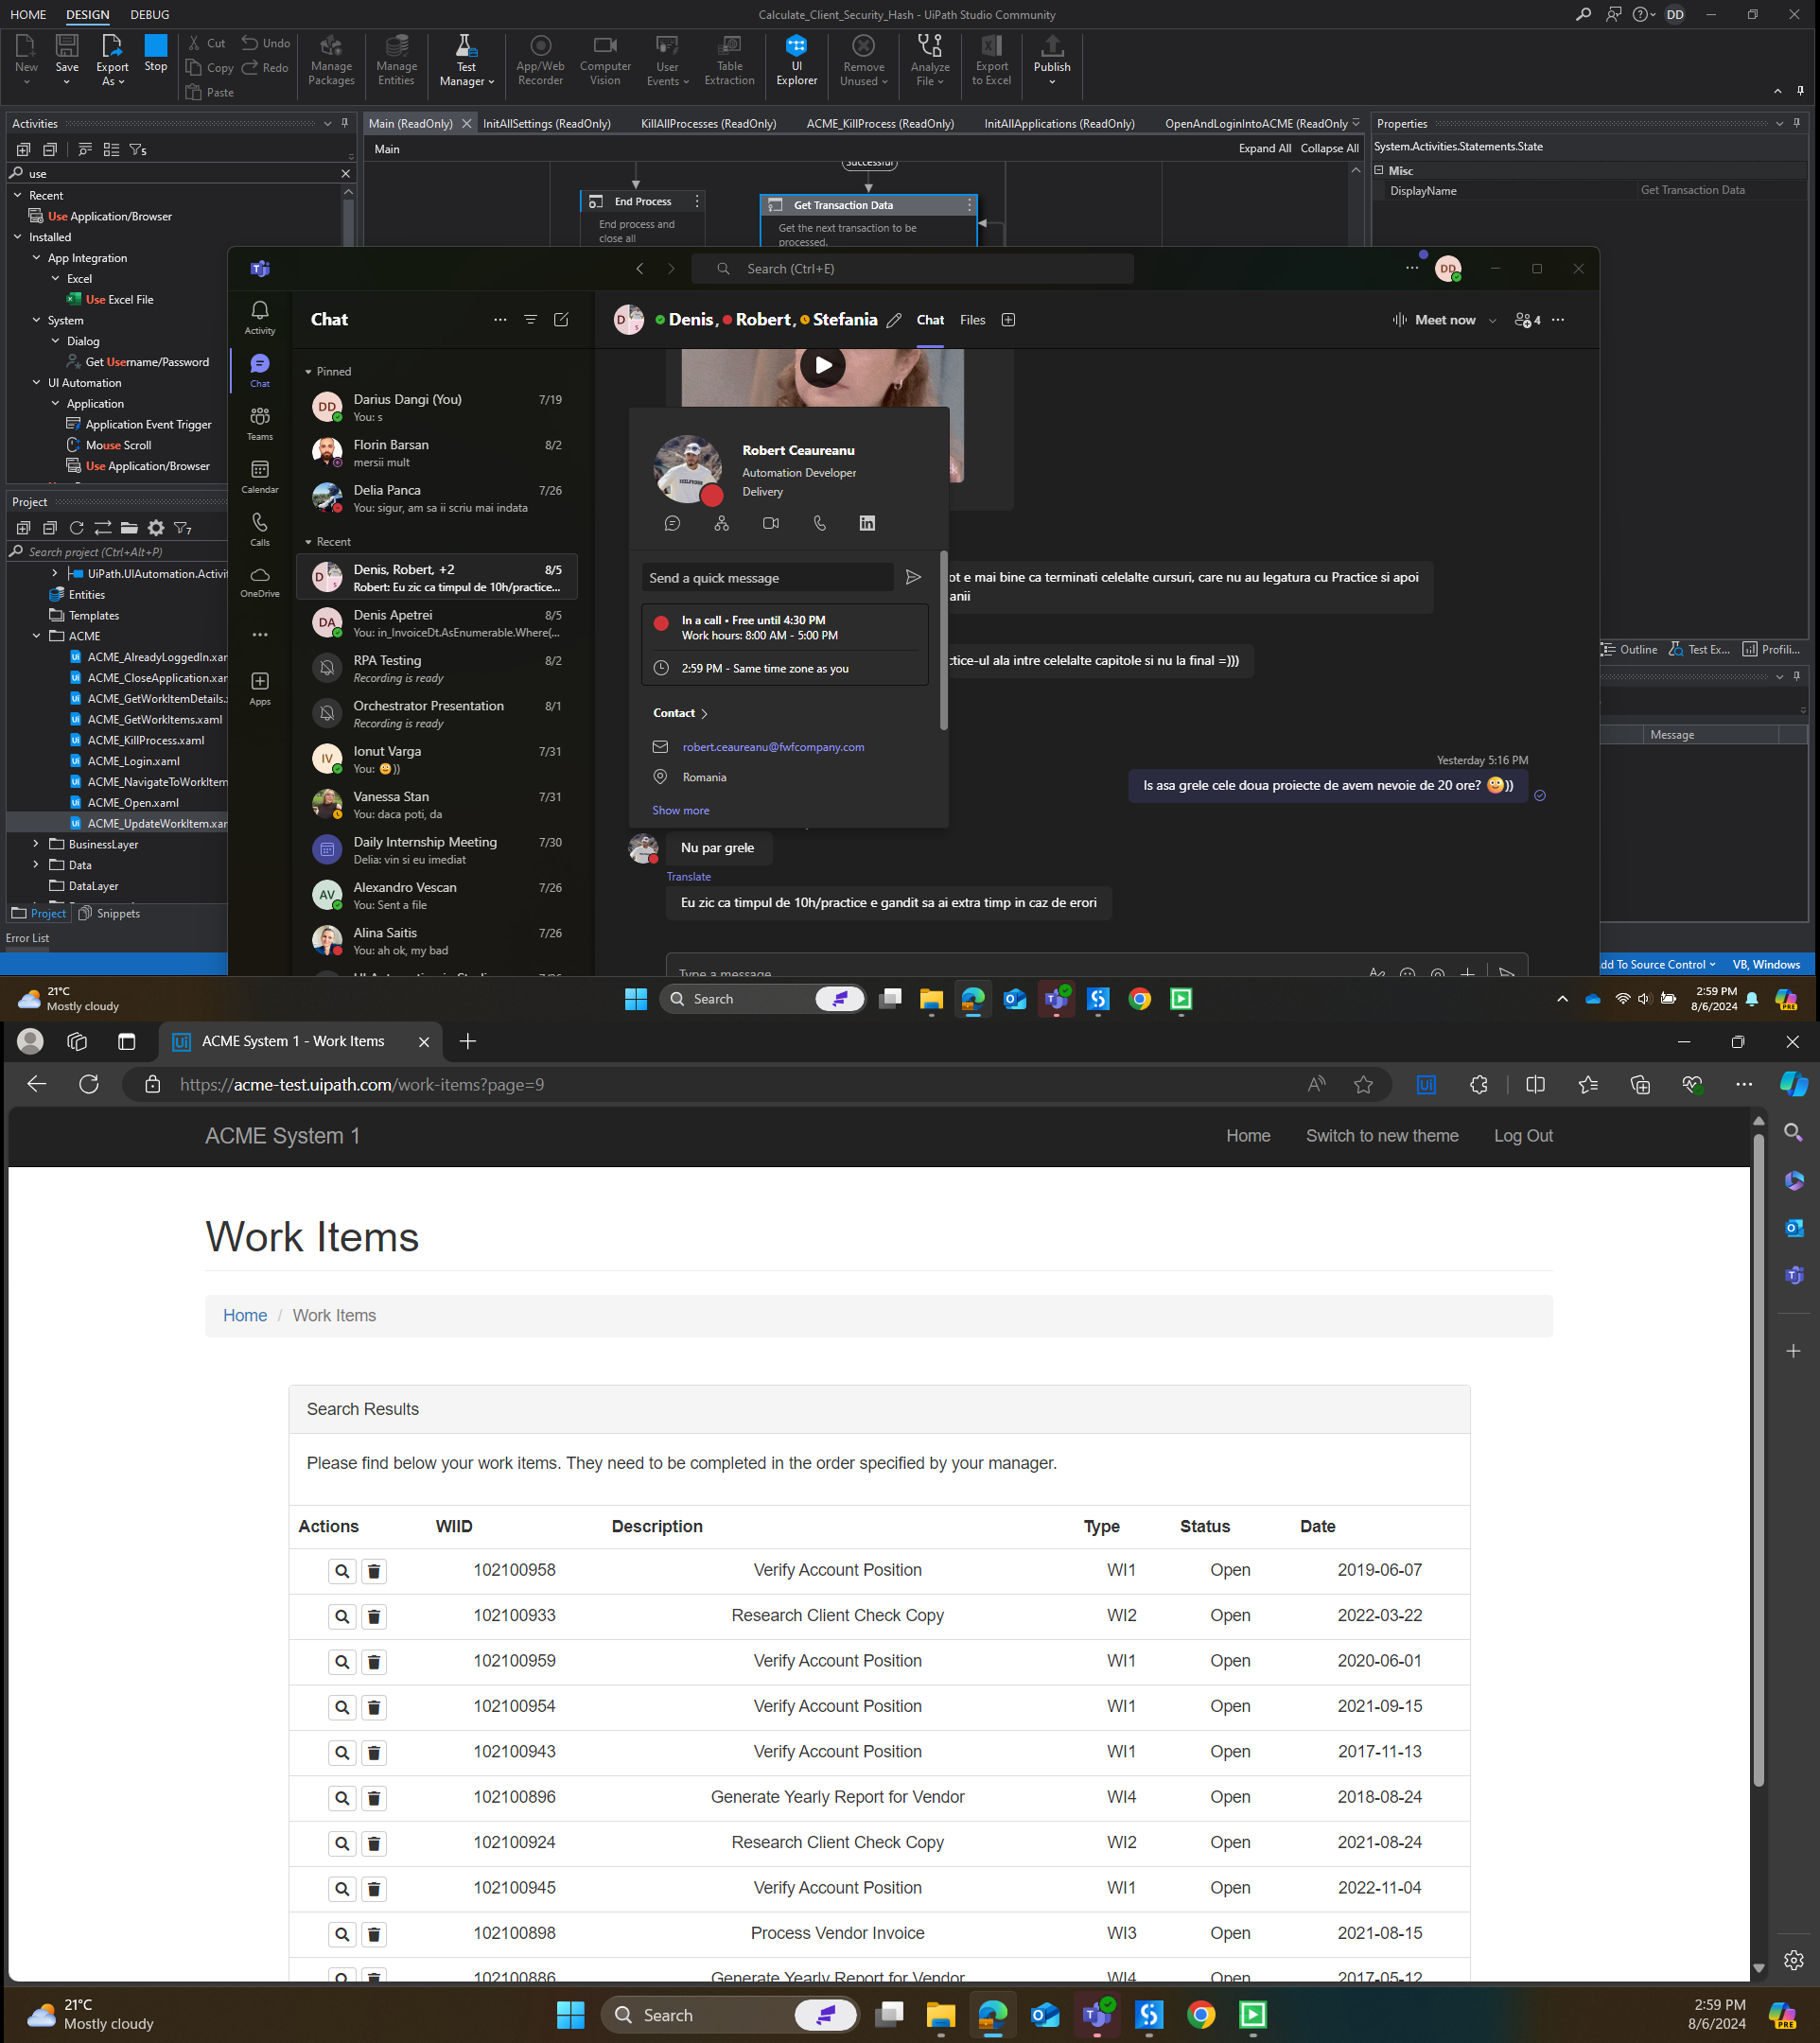 HOME DESIGN DEBUG
Calculate_Client_Security_Hash - UiPath Studio Community
DD
New
Save
Export As
Stop
Cut
Copy
Paste
Undo
Redo
Manage Packages
Manage Entities
Test Manager
App/Web Recorder
Computer Vision
User Events
Table Extraction
UI Explorer
Remove Unused
Analyze File
Export to Excel
Publish
Activities
use
Recent
Use Application/Browser
Installed
App Integration
Excel
Use Excel File
System
Dialog
Get Username/Password
UI Automation
Application
Application Event Trigger
Mouse Scroll
Use Application/Browser
Project
Search project (Ctrl+Alt+P)
UiPath.UIAutomation.Activi
Entities
Templates
ACME
ACME_AlreadyLoggedIn.xar
ACME_CloseApplication.xar
ACME_GetWorkItemDetails.
ACME_GetWorkItems.xaml
ACME_KillProcess.xaml
ACME_Login.xaml
ACME_NavigateToWorkItem
ACME_Open.xaml
ACME_UpdateWorkItem.xar
BusinessLayer
Data
DataLayer
Project Snippets
Error List
Main (ReadOnly) InitAllSettings (ReadOnly) KillAllProcesses (ReadOnly) ACME_KillProcess (ReadOnly) InitAllApplications (ReadOnly) OpenAndLoginIntoACME (ReadOnly
Main
Expand All Collapse All
Successful
End Process
End process and
close all
Get Transaction Data
Get the next transaction to be
processed.
Properties
System.Activities.Statements.State
Misc
DisplayName Get Transaction Data
Outline Test Ex... Profili...
Message
dd To Source Control VB, Windows
Search (Ctrl+E)
DD
Activity
Chat
Teams
Calendar
Calls
OneDrive
Apps
Chat
Pinned
Darius Dangi (You) 7/19
You: s
Florin Barsan 8/2
mersii mult
Delia Panca 7/26
You: sigur, am sa ii scriu mai indata
Recent
Denis, Robert, +2 8/5
Robert: Eu zic ca timpul de 10h/practice...
Denis Apetrei 8/5
You: in_InvoiceDt.AsEnumerable.Where(...
RPA Testing 8/2
Recording is ready
Orchestrator Presentation 8/1
Recording is ready
Ionut Varga 7/31
You: 😳))
Vanessa Stan 7/31
You: daca poti, da
Daily Internship Meeting 7/30
Delia: vin si eu imediat
Alexandro Vescan 7/26
You: Sent a file
Alina Saitis 7/26
You: ah ok, my bad
Denis, Robert, Stefania Chat Files
Meet now 4
Robert Ceaureanu
Automation Developer
Delivery
Send a quick message
In a call • Free until 4:30 PM
Work hours: 8:00 AM - 5:00 PM
2:59 PM - Same time zone as you
Contact
robert.ceaureanu@fwfcompany.com
Romania
Show more
ot e mai bine ca terminati celelalte cursuri, care nu au legatura cu Practice si apoi
anii
ctice-ul ala intre celelalte capitole si nu la final =)))
Yesterday 5:16 PM
Is asa grele cele doua proiecte de avem nevoie de 20 ore? 😳))
Nu par grele
Translate
Eu zic ca timpul de 10h/practice e gandit sa ai extra timp in caz de erori
Type a message
21°C
Mostly cloudy
Search
2:59 PM
8/6/2024
ACME System 1 - Work Items
https://acme-test.uipath.com/work-items?page=9
ACME System 1
Home Switch to new theme Log Out
Work Items
Home / Work Items
Search Results
Please find below your work items. They need to be completed in the order specified by your manager.
Actions WIID Description Type Status Date
102100958 Verify Account Position WI1 Open 2019-06-07
102100933 Research Client Check Copy WI2 Open 2022-03-22
102100959 Verify Account Position WI1 Open 2020-06-01
102100954 Verify Account Position WI1 Open 2021-09-15
102100943 Verify Account Position WI1 Open 2017-11-13
102100896 Generate Yearly Report for Vendor WI4 Open 2018-08-24
102100924 Research Client Check Copy WI2 Open 2021-08-24
102100945 Verify Account Position WI1 Open 2022-11-04
102100898 Process Vendor Invoice WI3 Open 2021-08-15
102100886 Generate Yearly Report for Vendor WI4 Open 2017-05-12
21°C
Mostly cloudy
Search
2:59 PM
8/6/2024